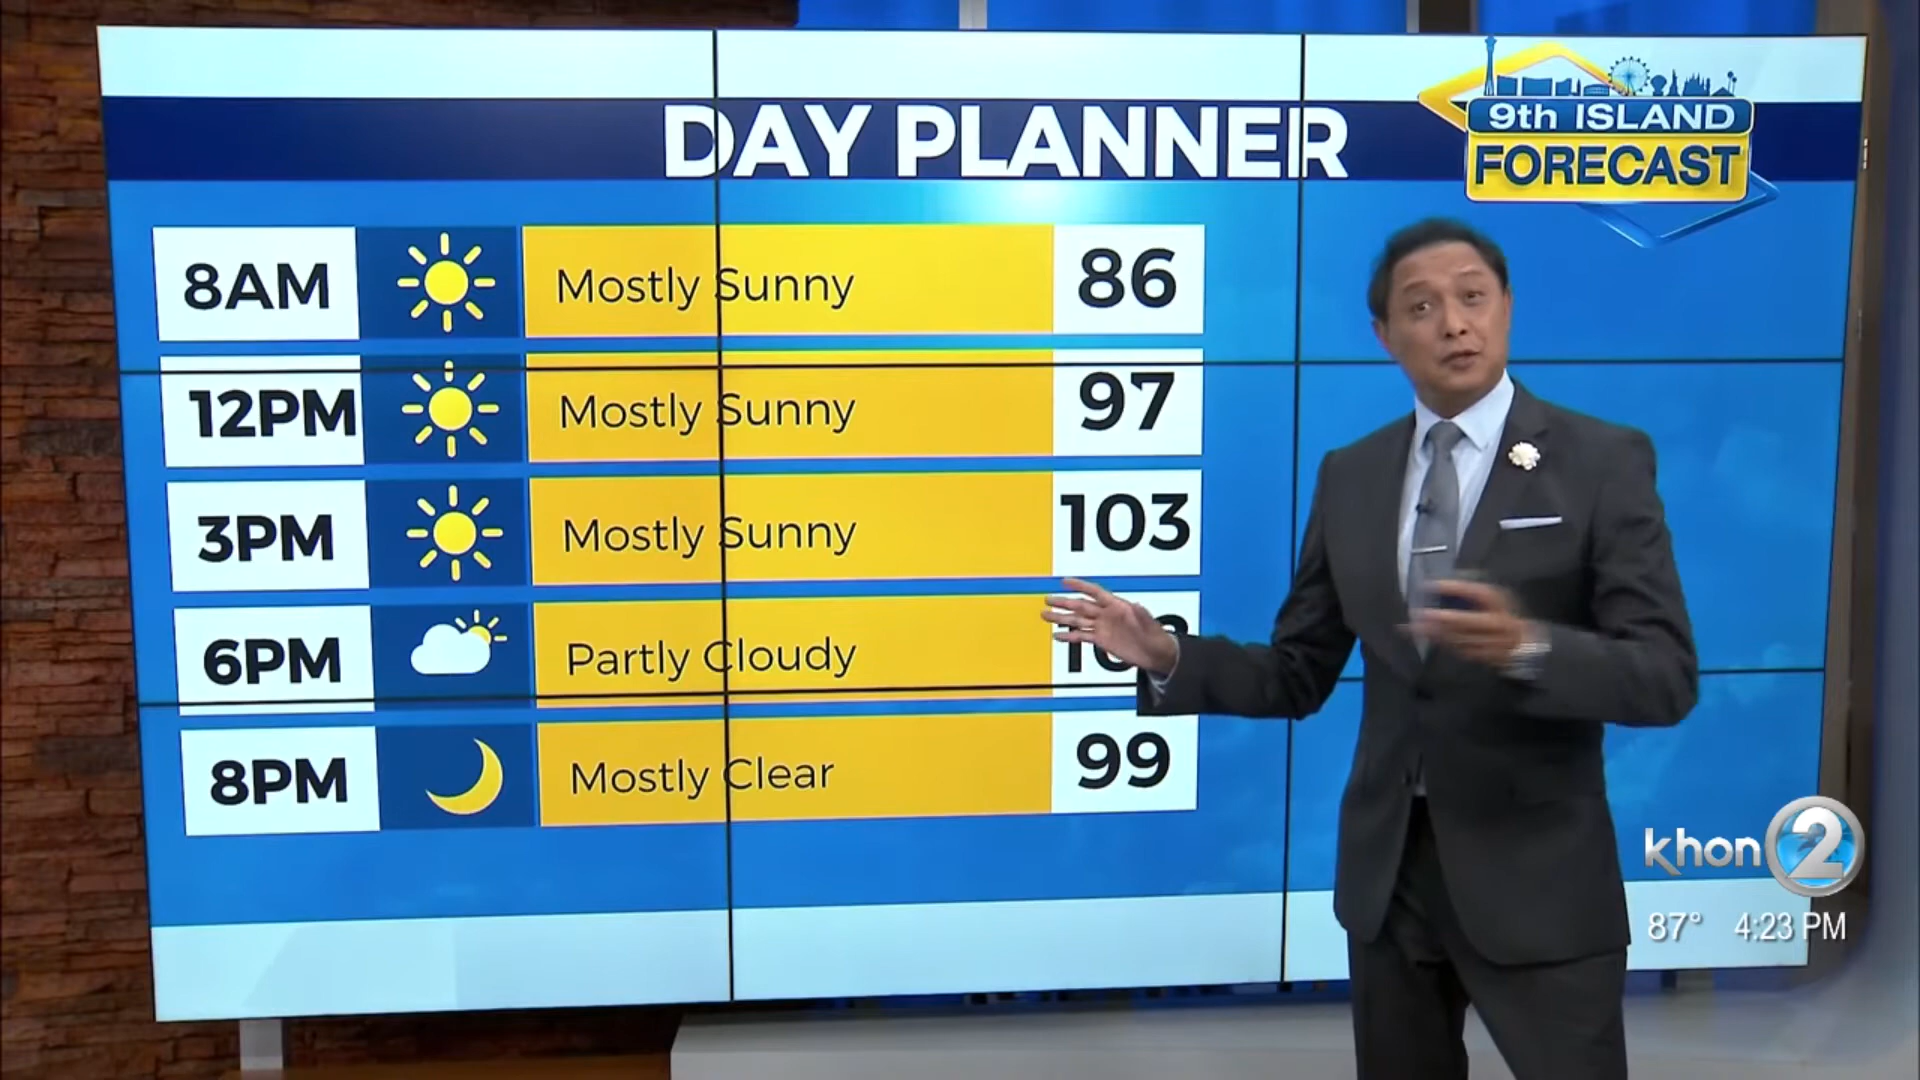 DAY PLANNER
9th ISLAND
FORECAST
8AM Mostly Sunny 86
12PM Mostly Sunny 97
3PM Mostly Sunny 103
6PM Partly Cloudy
8PM Mostly Clear 99
khon 2
87° 4:23 PM